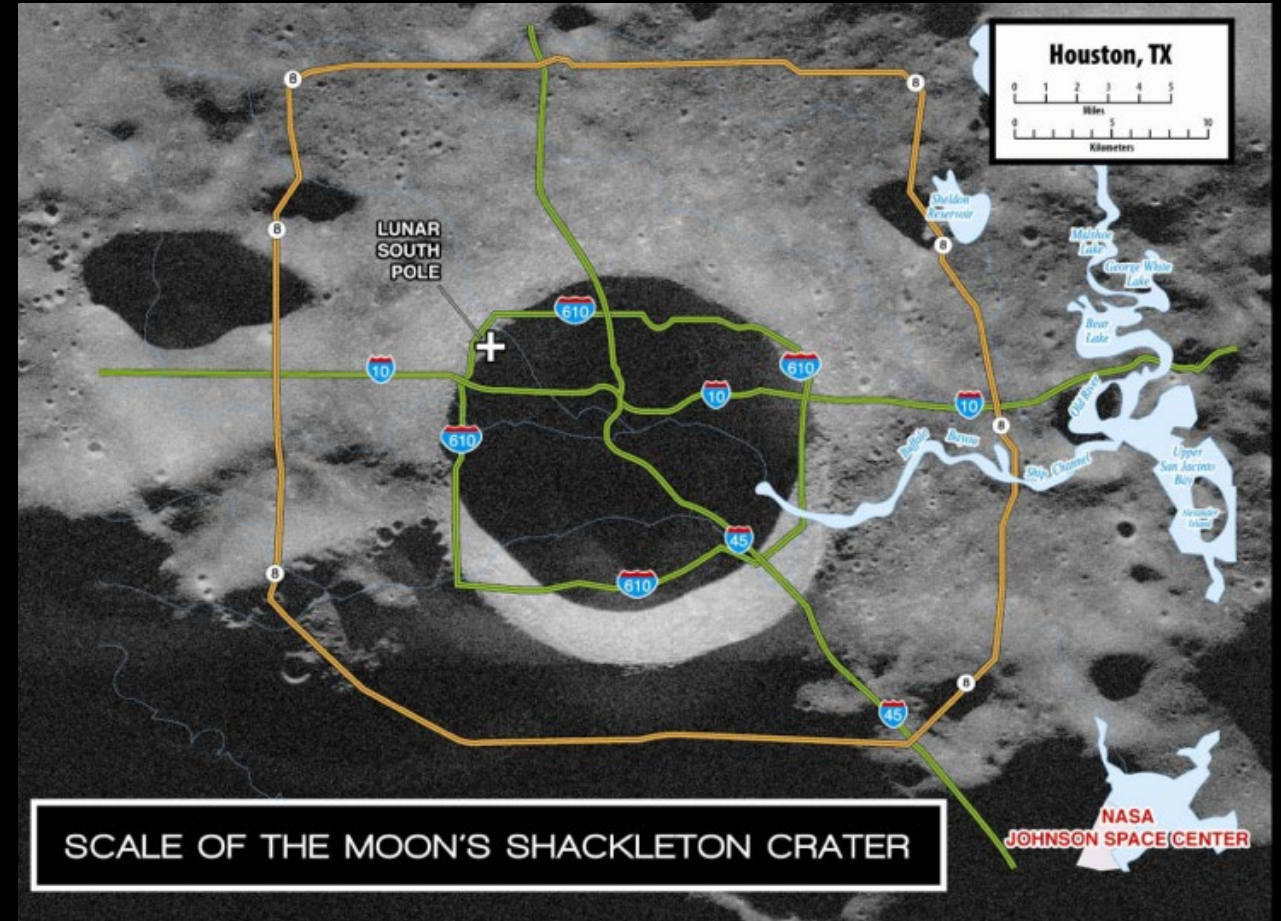 Houston, TX
0 1 2 3 4 5
Miles
0 5 10
Kilometers
8
8
LUNAR
SOUTH
POLE
8
8
Sheldon
Reservoir
Malshoe
Lake
George White
Lake
Bear
Lake
610
10
610
10
10
Old River
8
610
Buffalo
Bayou
Ship Channel
Upper
San Jacinto
Bay
Alexander
Island
45
8
610
8
45
NASA
JOHNSON SPACE CENTER
SCALE OF THE MOON'S SHACKLETON CRATER